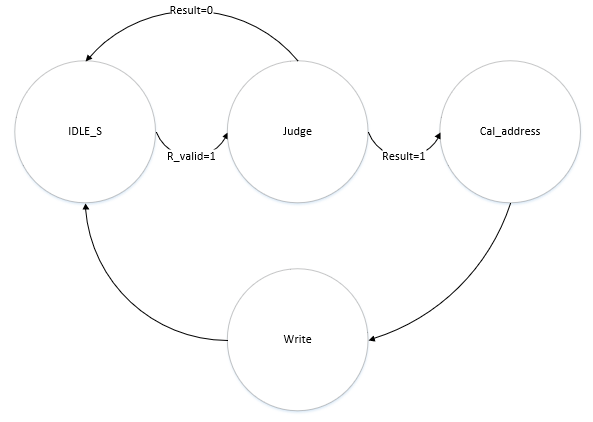 Result=0
IDLE_S
Judge
Cal_address
R_valid=1
Result=1
Write